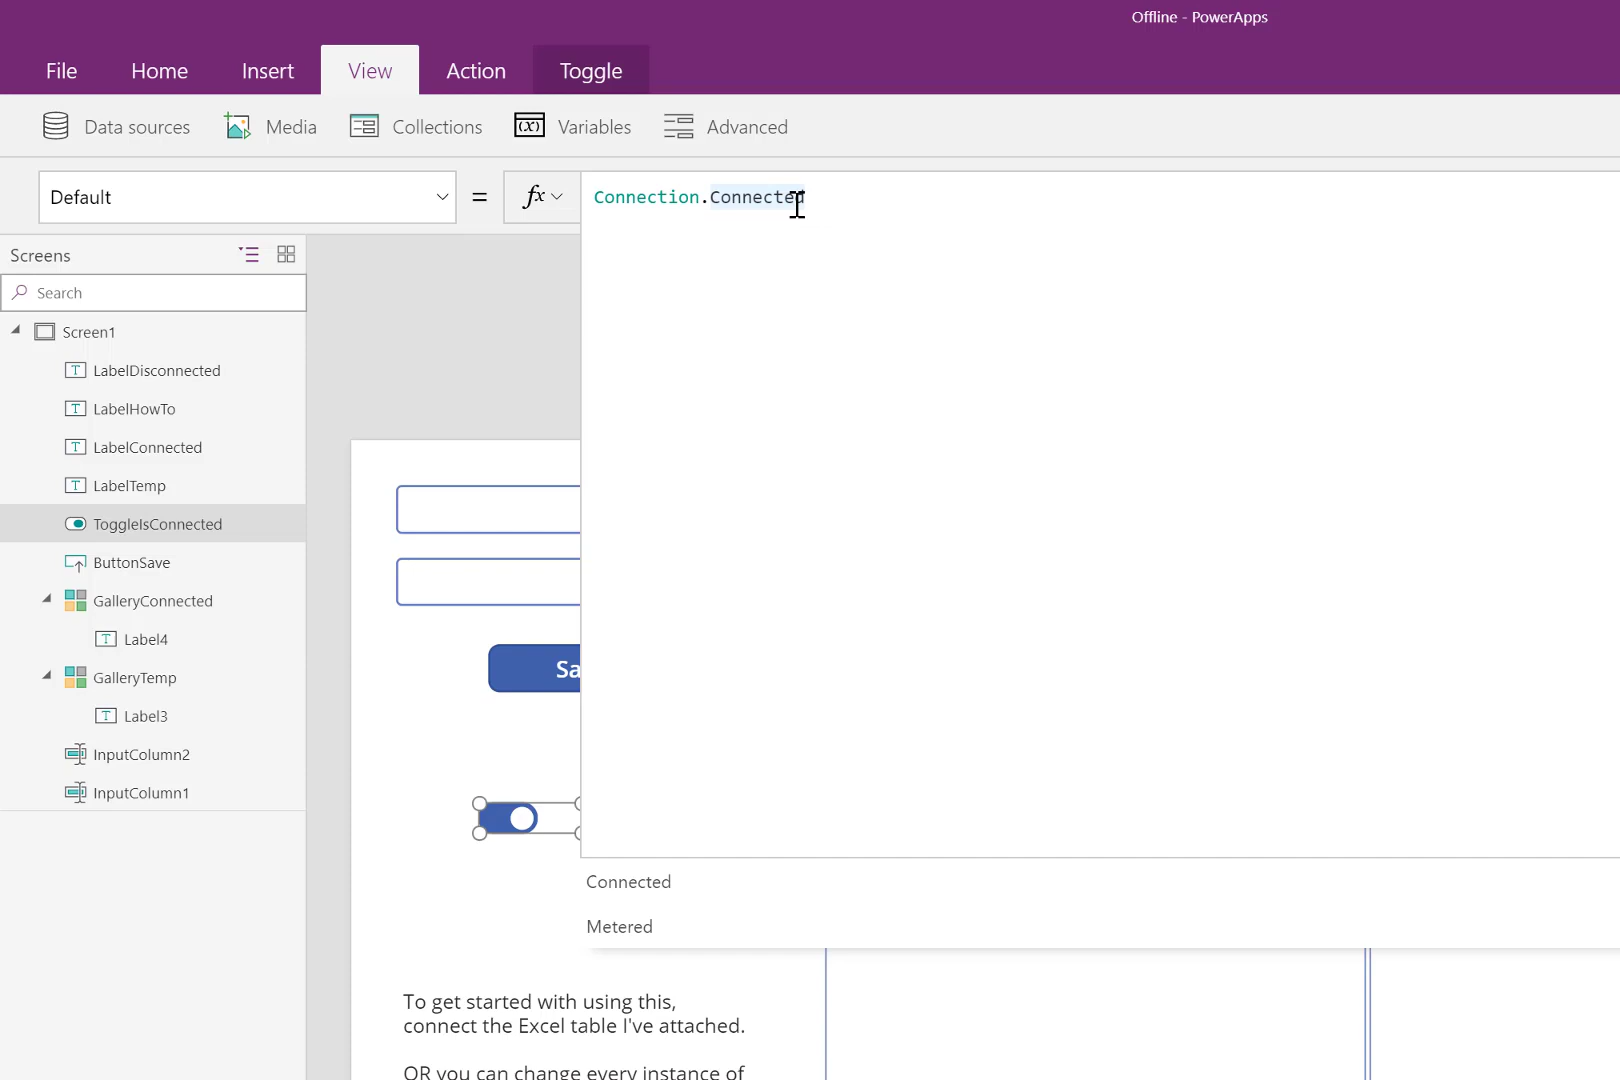 Offline - PowerApps
File Home Insert View Action Toggle
Data sources Media Collections Variables Advanced
Default = fx Connection.Connected
Screens
Search
Screen1
LabelDisconnected
LabelHowTo
LabelConnected
LabelTemp
ToggleIsConnected
ButtonSave
GalleryConnected
Label4
GalleryTemp
Label3
InputColumn2
InputColumn1
Sa
Connected
Metered
To get started with using this,
connect the Excel table I've attached.
OR you can change every instance of